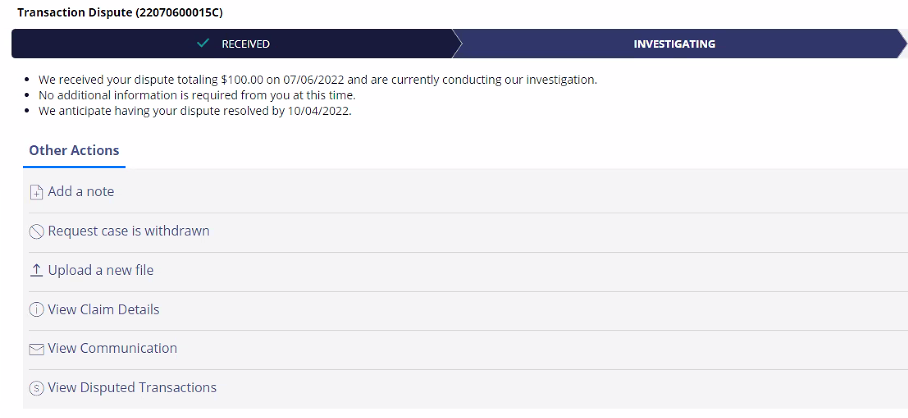 Transaction Dispute (22070600015C)
RECEIVED
INVESTIGATING
We received your dispute totaling $100.00 on 07/06/2022 and are currently conducting our investigation.
No additional information is required from you at this time.
We anticipate having your dispute resolved by 10/04/2022.
Other Actions
Add a note
Request case is withdrawn
Upload a new file
View Claim Details
View Communication
View Disputed Transactions